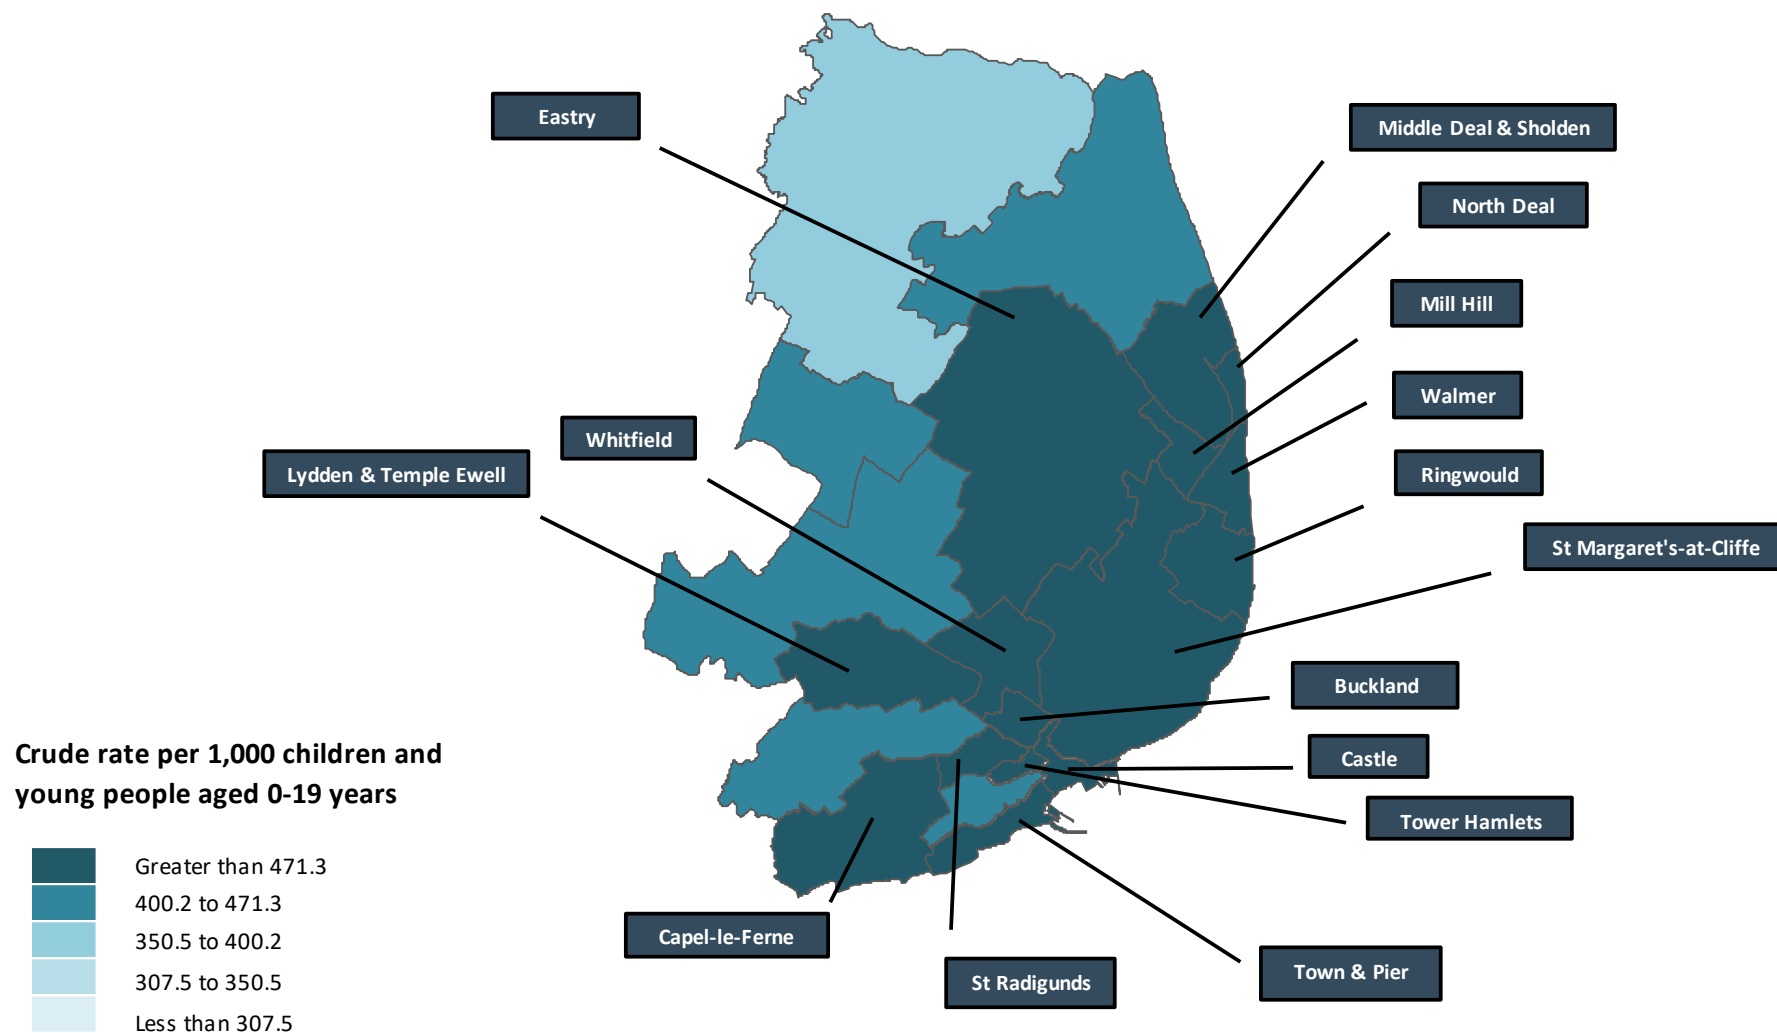 Eastry
Middle Deal & Sholden
North Deal
Mill Hill
Walmer
Whitfield
Lydden & Temple Ewell
Ringwould
St Margaret's-at-Cliffe
Buckland
Castle
Tower Hamlets
Capel-le-Ferne
St Radigunds
Town & Pier
Crude rate per 1,000 children and
young people aged 0-19 years
Greater than 471.3
400.2 to 471.3
350.5 to 400.2
307.5 to 350.5
Less than 307.5